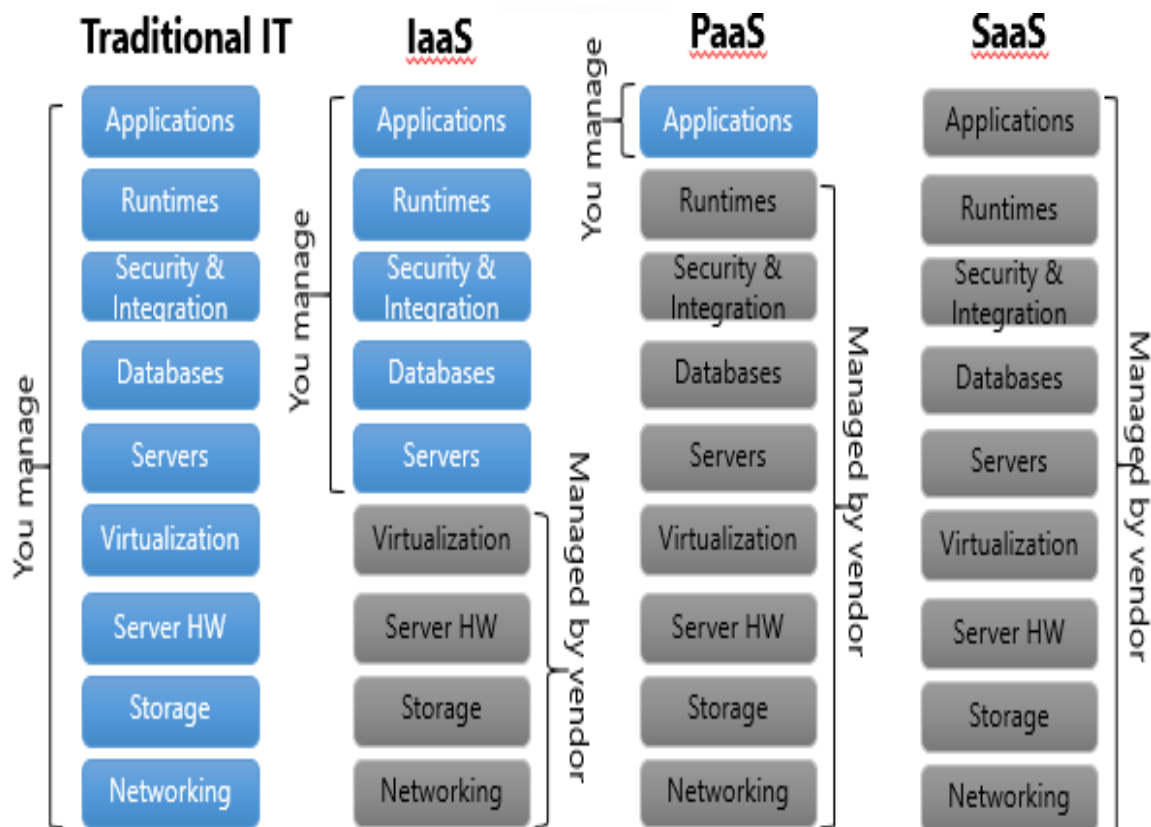 Traditional IT
IaaS
PaaS
SaaS
You manage
Applications
Runtimes
Security &
Integration
Databases
Servers
Virtualization
Server HW
Storage
Networking
You manage
Applications
Runtimes
Security &
Integration
Databases
Servers
Virtualization
Server HW
Storage
Networking
Managed by vendor
You manage
Applications
Runtimes
Security &
Integration
Databases
Servers
Virtualization
Server HW
Storage
Networking
Managed by vendor
Applications
Runtimes
Security &
Integration
Databases
Servers
Virtualization
Server HW
Storage
Networking
Managed by vendor